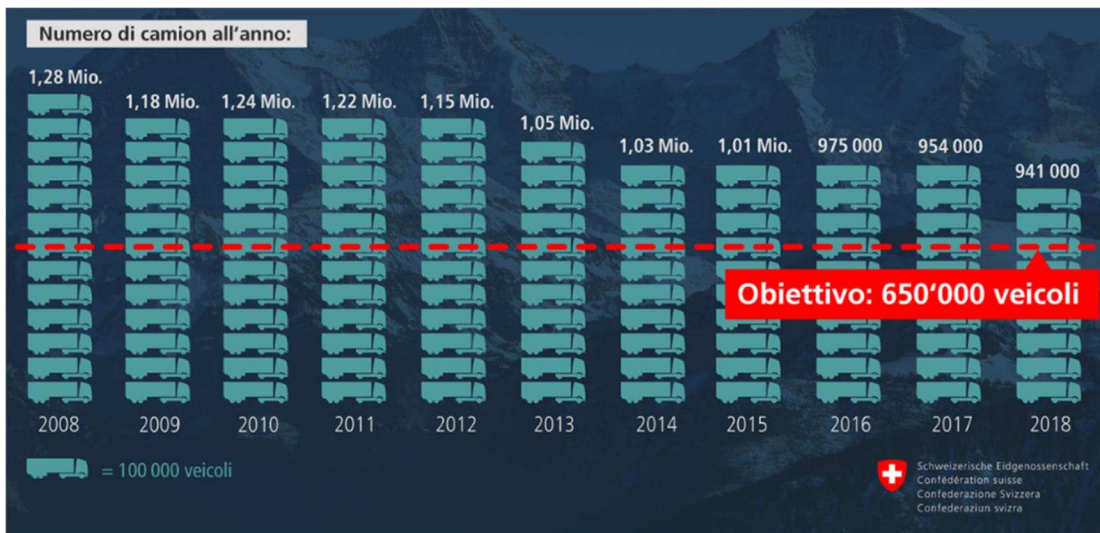 Numero di camion all'anno:
1,28 Mio.
1,18 Mio.
1,24 Mio.
1,22 Mio.
1,15 Mio.
1,05 Mio.
1,03 Mio.
1,01 Mio.
975 000
954 000
941 000
Obiettivo: 650‘000 veicoli
2008
2009
2010
2011
2012
2013
2014
2015
2016
2017
2018
= 100 000 veicoli
Schweizerische Eidgenossenschaft
Confédération suisse
Confederazione Svizzera
Confederaziun svizra